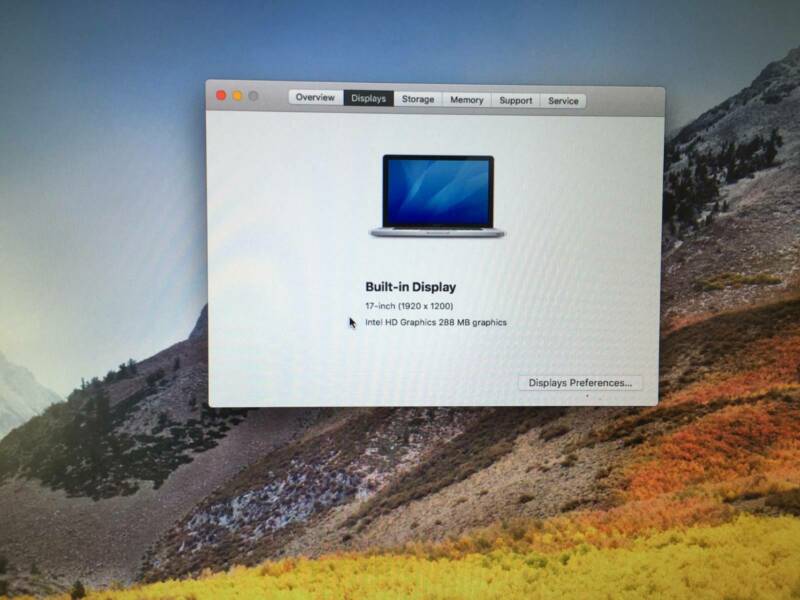 Overview Displays Storage Memory Support Service
Built-in Display
17-inch (1920 x 1200)
Intel HD Graphics 288 MB graphics
Displays Preferences...